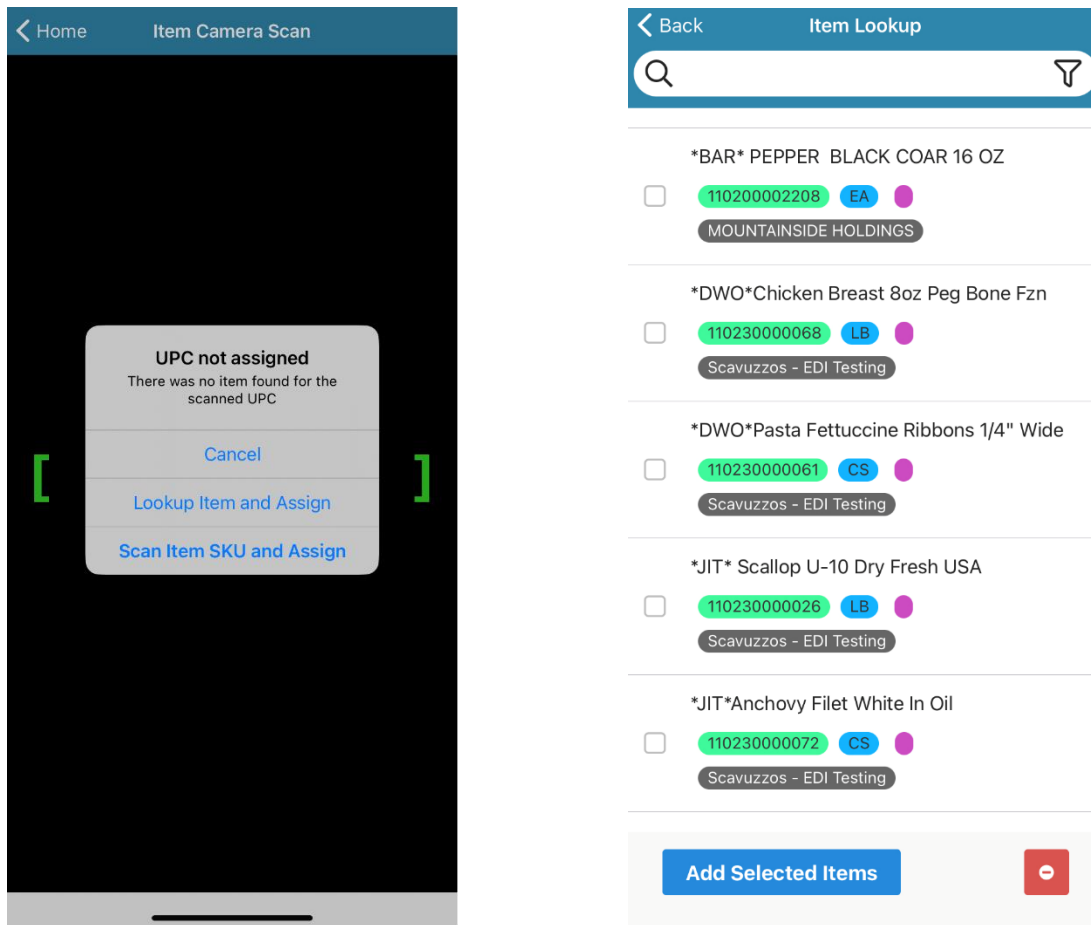 Home
Item Camera Scan
UPC not assigned
There was no item found for the
scanned UPC
Cancel
Lookup Item and Assign
Scan Item SKU and Assign
Back
Item Lookup
*BAR* PEPPER  BLACK COAR 16 OZ
110200002208 EA
MOUNTAINSIDE HOLDINGS
*DWO*Chicken Breast 8oz Peg Bone Fzn
110230000068 LB
Scavuzzos - EDI Testing
*DWO*Pasta Fettuccine Ribbons 1/4" Wide
110230000061 CS
Scavuzzos - EDI Testing
*JIT* Scallop U-10 Dry Fresh USA
110230000026 LB
Scavuzzos - EDI Testing
*JIT*Anchovy Filet White In Oil
110230000072 CS
Scavuzzos - EDI Testing
Add Selected Items